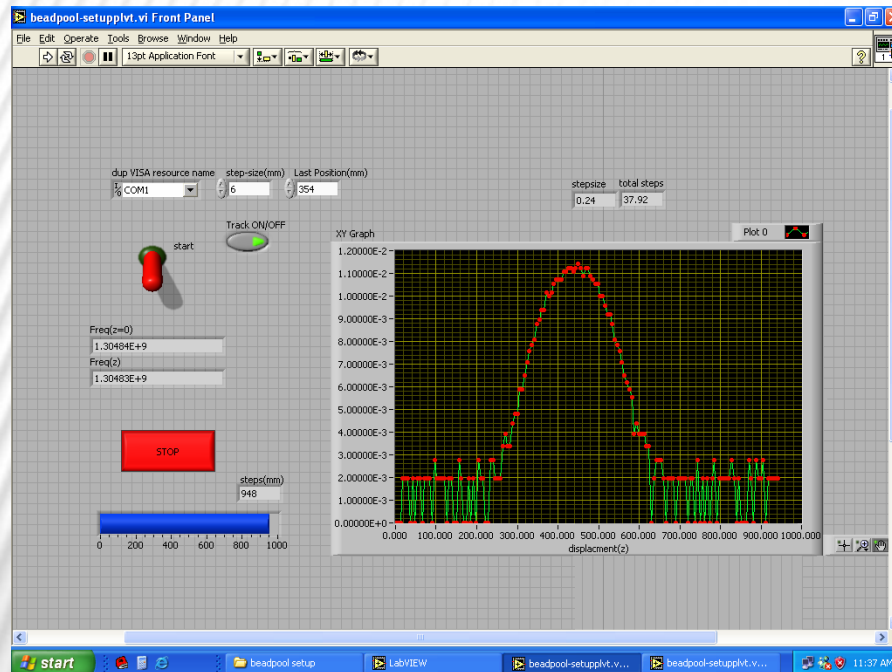 beadpool-setupplvt.vi Front Panel
File Edit Operate Tools Browse Window Help
13pt Application Font
dup VISA resource name step-size(mm) Last Position(mm)
COM1 6 354
stepsize total steps
0.24 37.92
Track ON/OFF
start
XY Graph
Plot 0
1.20000E-2
1.10000E-2
1.00000E-2
9.00000E-3
8.00000E-3
7.00000E-3
6.00000E-3
5.00000E-3
4.00000E-3
3.00000E-3
2.00000E-3
1.00000E-3
0.00000E+0
0.000 100.000 200.000 300.000 400.000 500.000 600.000 700.000 800.000 900.000 1000.000
displacment(z)
Freq(z=0)
1.30484E+9
Freq(z)
1.30483E+9
STOP
steps(mm)
948
0 200 400 600 800 1000
start beadpool setup LabVIEW beadpool-setupplvt.v... beadpool-setupplvt.v... 11:37 AM